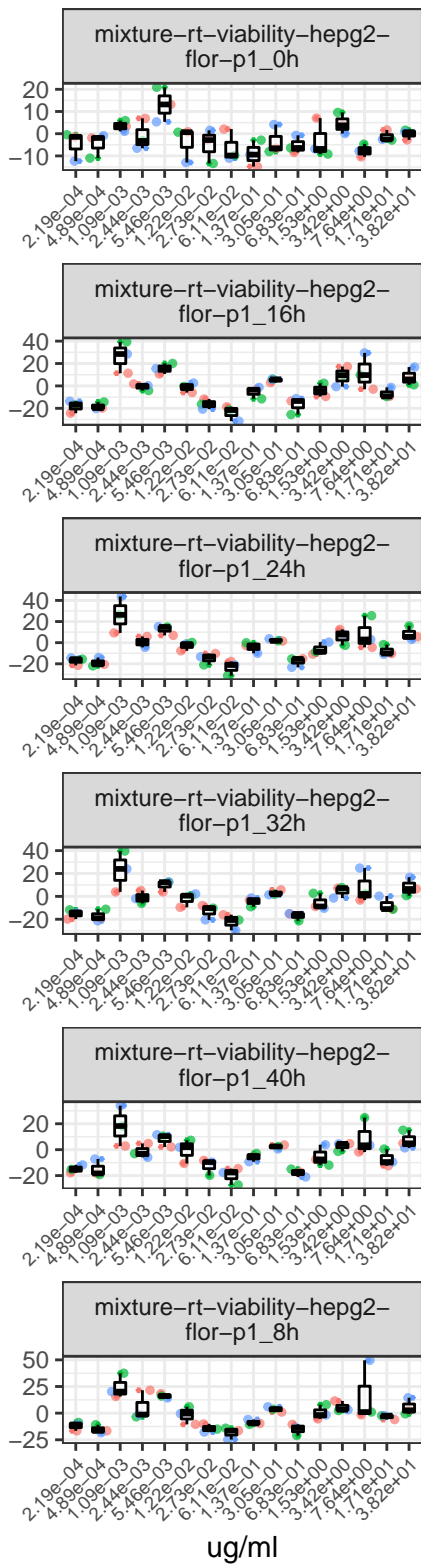 mixture−rt−viability−hepg2−
flor−p1_0h
20
10
0
−10
2.19e−04
4.89e−04
1.09e−03
2.44e−03
5.46e−03
1.22e−02
2.73e−02
6.11e−02
1.37e−01
3.05e−01
6.83e−01
1.53e+00
3.42e+00
7.64e+00
1.71e+01
3.82e+01
mixture−rt−viability−hepg2−
flor−p1_16h
40
20
0
−20
2.19e−04
4.89e−04
1.09e−03
2.44e−03
5.46e−03
1.22e−02
2.73e−02
6.11e−02
1.37e−01
3.05e−01
6.83e−01
1.53e+00
3.42e+00
7.64e+00
1.71e+01
3.82e+01
mixture−rt−viability−hepg2−
flor−p1_24h
40
20
0
−20
2.19e−04
4.89e−04
1.09e−03
2.44e−03
5.46e−03
1.22e−02
2.73e−02
6.11e−02
1.37e−01
3.05e−01
6.83e−01
1.53e+00
3.42e+00
7.64e+00
1.71e+01
3.82e+01
mixture−rt−viability−hepg2−
flor−p1_32h
40
20
0
−20
2.19e−04
4.89e−04
1.09e−03
2.44e−03
5.46e−03
1.22e−02
2.73e−02
6.11e−02
1.37e−01
3.05e−01
6.83e−01
1.53e+00
3.42e+00
7.64e+00
1.71e+01
3.82e+01
mixture−rt−viability−hepg2−
flor−p1_40h
20
0
−20
2.19e−04
4.89e−04
1.09e−03
2.44e−03
5.46e−03
1.22e−02
2.73e−02
6.11e−02
1.37e−01
3.05e−01
6.83e−01
1.53e+00
3.42e+00
7.64e+00
1.71e+01
3.82e+01
mixture−rt−viability−hepg2−
flor−p1_8h
50
25
0
−25
2.19e−04
4.89e−04
1.09e−03
2.44e−03
5.46e−03
1.22e−02
2.73e−02
6.11e−02
1.37e−01
3.05e−01
6.83e−01
1.53e+00
3.42e+00
7.64e+00
1.71e+01
3.82e+01
ug/ml